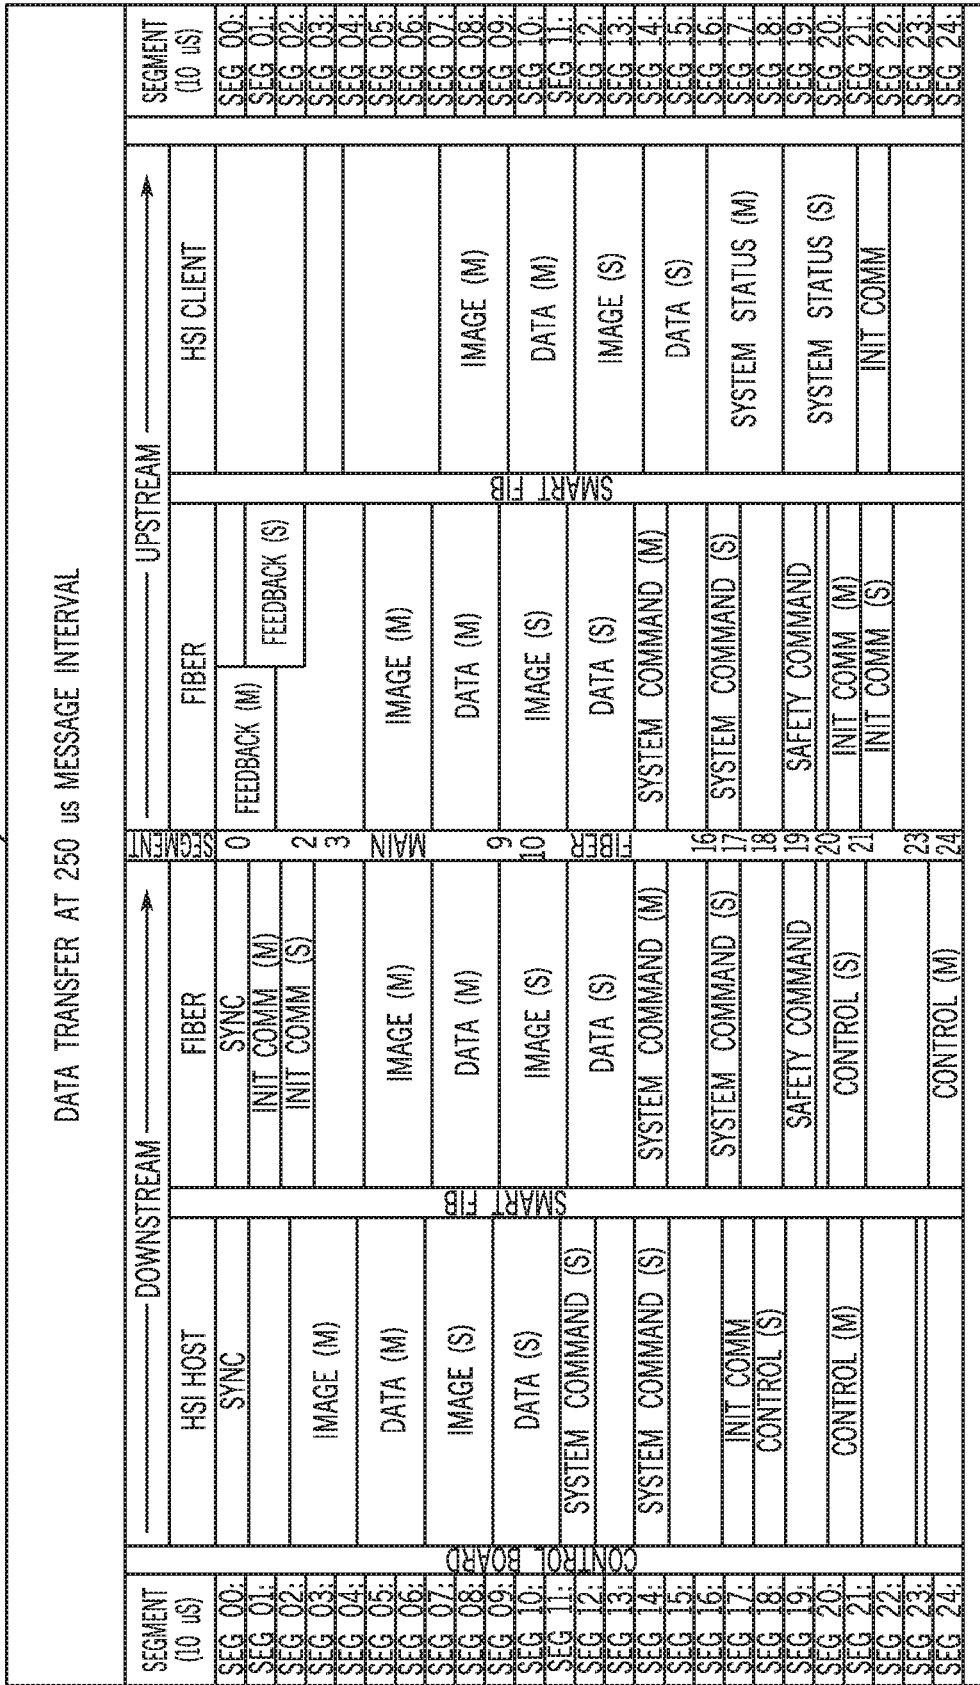 DATA TRANSFER AT 250 us MESSAGE INTERVAL
SEGMENT
(10 uS)
SEG 00:
SEG 01:
SEG 02:
SEG 03:
SEG 04:
SEG 05:
SEG 06:
SEG 07:
SEG 08:
SEG 09:
SEG 10:
SEG 11:
SEG 12:
SEG 13:
SEG 14:
SEG 15:
SEG 16:
SEG 17:
SEG 18:
SEG 19:
SEG 20:
SEG 21:
SEG 22:
SEG 23:
SEG 24:
CONTROL BOARD
DOWNSTREAM
HSI HOST
SYNC
IMAGE (M)
DATA (M)
IMAGE (S)
DATA (S)
SYSTEM COMMAND (S)
SYSTEM COMMAND (S)
INIT COMM
CONTROL (S)
CONTROL (M)
SMART FIB
FIBER
SYNC
INIT COMM (M)
INIT COMM (S)
IMAGE (M)
DATA (M)
IMAGE (S)
DATA (S)
SYSTEM COMMAND (M)
SYSTEM COMMAND (S)
SAFETY COMMAND
CONTROL (S)
CONTROL (M)
SEGMENT
0
2
3
MAIN
9
10
FIBER
16
17
18
19
20
21
23
24
UPSTREAM
FIBER
FEEDBACK (M)
FEEDBACK (S)
IMAGE (M)
DATA (M)
IMAGE (S)
DATA (S)
SYSTEM COMMAND (M)
SYSTEM COMMAND (S)
SAFETY COMMAND
INIT COMM (M)
INIT COMM (S)
SMART FIB
HSI CLIENT
IMAGE (M)
DATA (M)
IMAGE (S)
DATA (S)
SYSTEM STATUS (M)
SYSTEM STATUS (S)
INIT COMM
SEGMENT
(10 uS)
SEG 00:
SEG 01:
SEG 02:
SEG 03:
SEG 04:
SEG 05:
SEG 06:
SEG 07:
SEG 08:
SEG 09:
SEG 10:
SEG 11:
SEG 12:
SEG 13:
SEG 14:
SEG 15:
SEG 16:
SEG 17:
SEG 18:
SEG 19:
SEG 20:
SEG 21:
SEG 22:
SEG 23:
SEG 24: